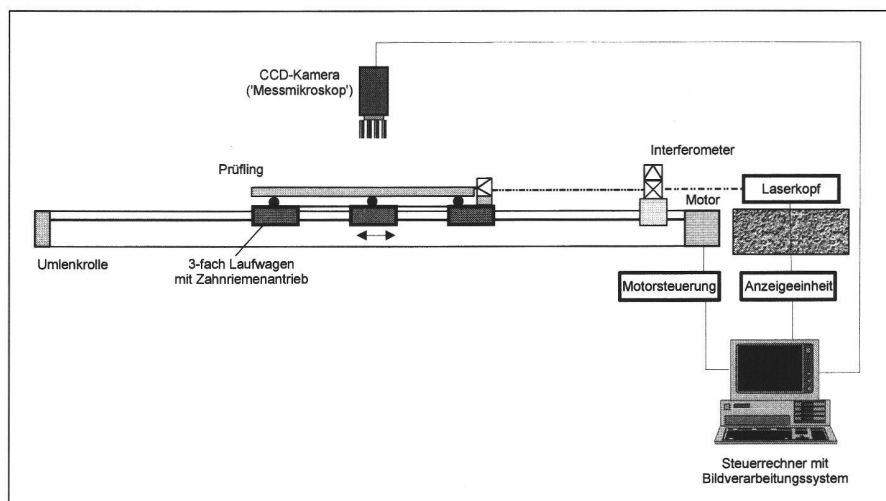 CCD-Kamera
('Messmikroskop')
Prüfling
Interferometer
Laserkopf
Motor
Umlenkrolle
3-fach Laufwagen
mit Zahnriemenantrieb
Motorsteuerung
Anzeigeeinheit
Steuerrechner mit
Bildverarbeitungssystem